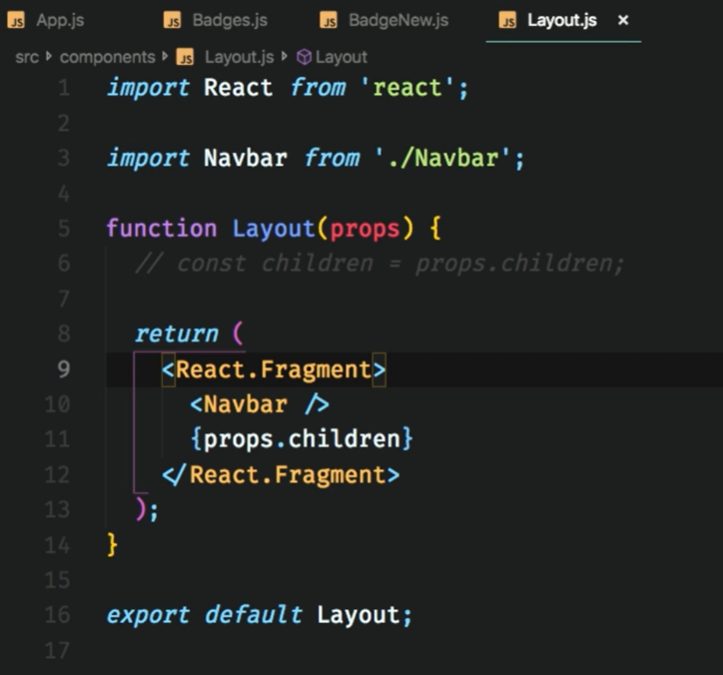 JS App.js JS Badges.js JS BadgeNew.js JS Layout.js ×
src components JS Layout.js Layout
1 import React from 'react';
2
3 import Navbar from './Navbar';
4
5 function Layout(props) {
6 // const children = props.children;
7
8 return (
9 <React.Fragment>
10 <Navbar />
11 {props.children}
12 </React.Fragment>
13 );
14 }
15
16 export default Layout;
17